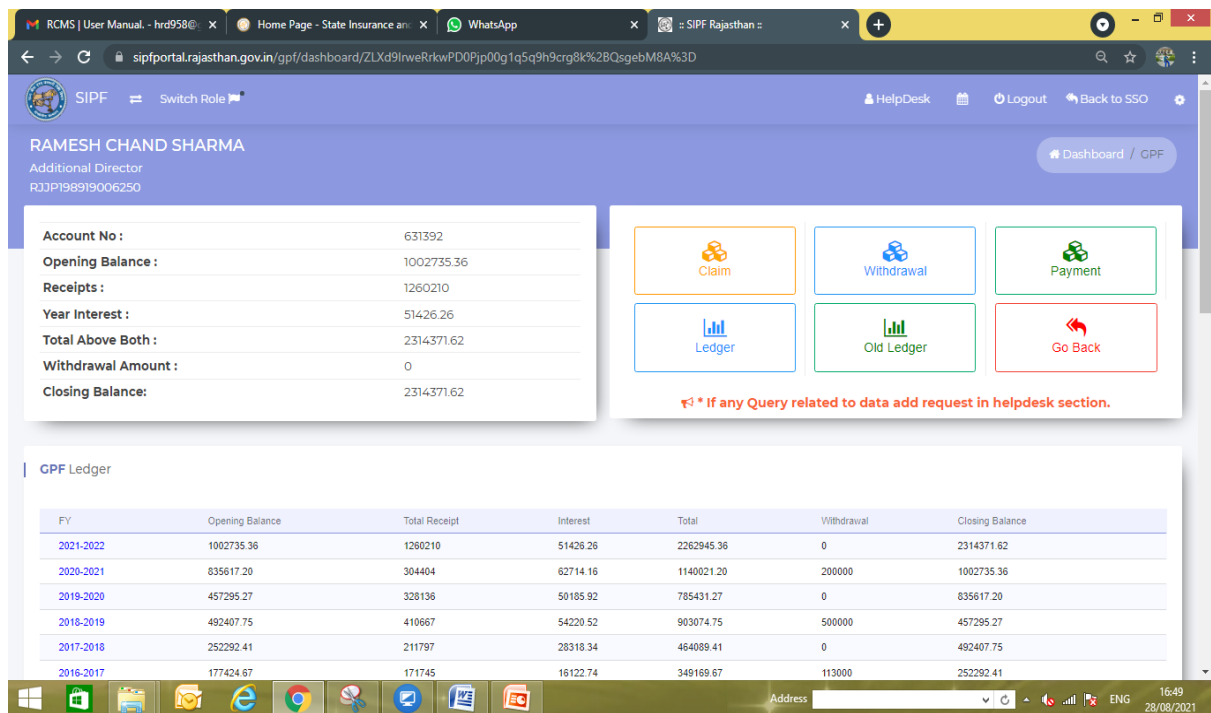 RCMS | User Manual. - hrd958@g
Home Page - State Insurance and
WhatsApp
:: SIPF Rajasthan ::
sipfportal.rajasthan.gov.in/gpf/dashboard/ZLXd9IrweRrkwPD0Pjp00g1q5q9h9crg8k%2BQsgebM8A%3D
SIPF Switch Role HelpDesk Logout Back to SSO
RAMESH CHAND SHARMA
Additional Director
RJJP198919006250
Dashboard / GPF
Account No : 631392
Opening Balance : 1002735.36
Receipts : 1260210
Year Interest : 51426.26
Total Above Both : 2314371.62
Withdrawal Amount : 0
Closing Balance: 2314371.62
Claim Withdrawal Payment
Ledger Old Ledger Go Back
* If any Query related to data add request in helpdesk section.
GPF Ledger
FY Opening Balance Total Receipt Interest Total Withdrawal Closing Balance
2021-2022 1002735.36 1260210 51426.26 2262945.36 0 2314371.62
2020-2021 835617.20 304404 62714.16 1140021.20 200000 1002735.36
2019-2020 457295.27 328136 50185.92 785431.27 0 835617.20
2018-2019 492407.75 410667 54220.52 903074.75 500000 457295.27
2017-2018 252292.41 211797 28318.34 464089.41 0 492407.75
2016-2017 177424.67 171745 16122.74 349169.67 113000 252292.41
Address ENG 16:49
28/08/2021